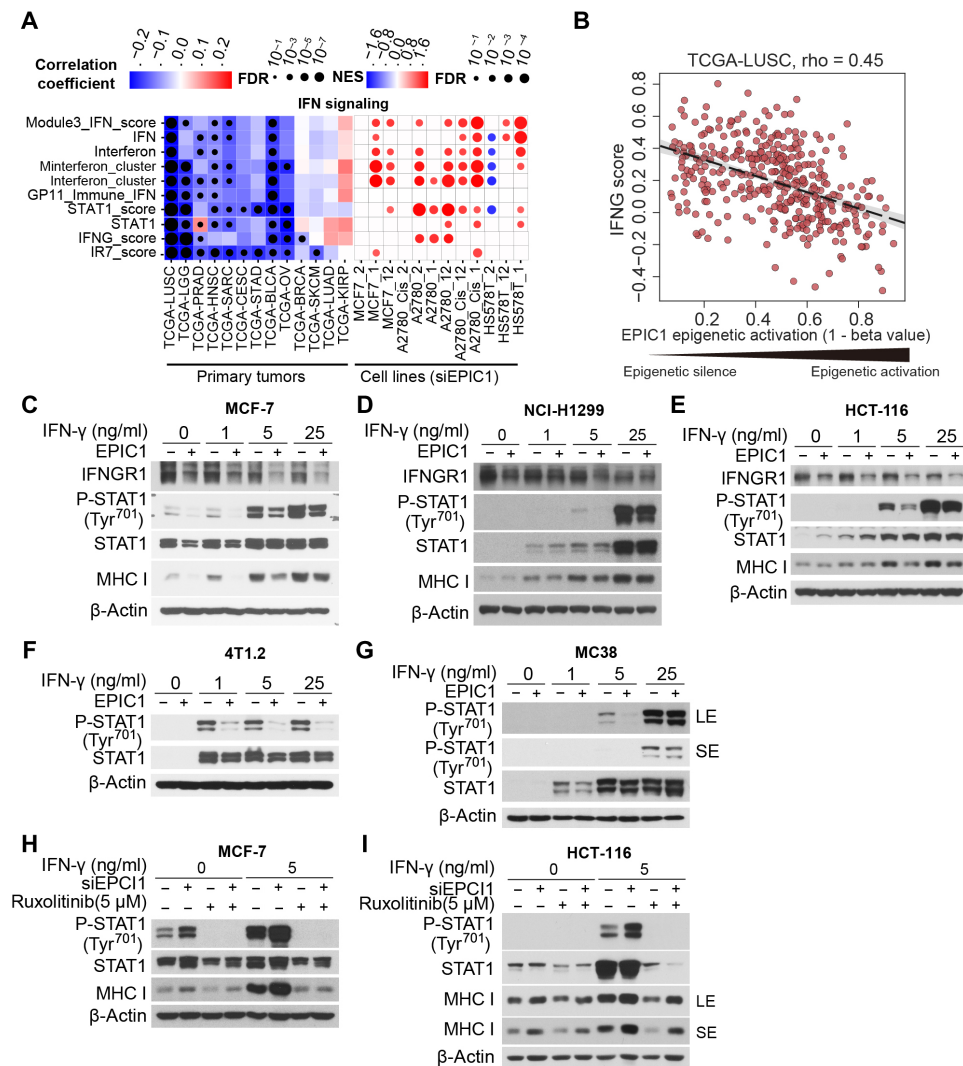 A
−0.2 −0.1 0.0 0.1 0.2
10⁻¹ 10⁻³ 10⁻⁵ 10⁻⁷
−1.6 −0.8 0.0 0.8 1.6
10⁻¹ 10⁻² 10⁻³ 10⁻⁴
Correlation
coefficient
FDR
NES
FDR
IFN signaling
Module3_IFN_score
IFN
Interferon
Minterferon_cluster
Interferon_cluster
GP11_Immune_IFN
STAT1_score
STAT1
IFNG_score
IR7_score
TCGA-LUSC
TCGA-LGG
TCGA-PRAD
TCGA-HNSC
TCGA-SARC
TCGA-CESC
TCGA-STAD
TCGA-BLCA
TCGA-OV
TCGA-BRCA
TCGA-SKCM
TCGA-LUAD
TCGA-KIRP
MCF7_2
MCF7_1
MCF7_12
A2780_Cis_2
A2780_2
A2780_1
A2780_12
A2780_Cis_12
A2780_Cis_1
HS578T_2
HS578T_12
HS578T_1
Primary tumors
Cell lines (siEPIC1)
B
TCGA-LUSC, rho = 0.45
IFNG score
0.8
0.6
0.4
0.2
0.0
−0.2
−0.4
0.2 0.4 0.6 0.8
EPIC1 epigenetic activation (1 - beta value)
Epigenetic silence
Epigenetic activation
C
MCF-7
IFN-γ (ng/ml) 0 1 5 25
EPIC1 − + − + − + − +
IFNGR1
P-STAT1
(Tyr701)
STAT1
MHC I
β-Actin
D
NCI-H1299
IFN-γ (ng/ml) 0 1 5 25
EPIC1 − + − + − + − +
IFNGR1
P-STAT1
(Tyr701)
STAT1
MHC I
β-Actin
E
HCT-116
IFN-γ (ng/ml) 0 1 5 25
EPIC1 − + − + − + − +
IFNGR1
P-STAT1
(Tyr701)
STAT1
MHC I
β-Actin
F
4T1.2
IFN-γ (ng/ml) 0 1 5 25
EPIC1 − + − + − + − +
P-STAT1
(Tyr701)
STAT1
β-Actin
G
MC38
IFN-γ (ng/ml) 0 1 5 25
EPIC1 − + − + − + − +
P-STAT1
(Tyr701)
LE
P-STAT1
(Tyr701)
SE
STAT1
β-Actin
H
MCF-7
IFN-γ (ng/ml) 0 5
siEPCI1 − + − + − + − +
Ruxolitinib(5 μM) − − + + − − + +
P-STAT1
(Tyr701)
STAT1
MHC I
β-Actin
I
HCT-116
IFN-γ (ng/ml) 0 5
siEPCI1 − + − + − + − +
Ruxolitinib(5 μM) − − + + − − + +
P-STAT1
(Tyr701)
STAT1
MHC I LE
MHC I SE
β-Actin